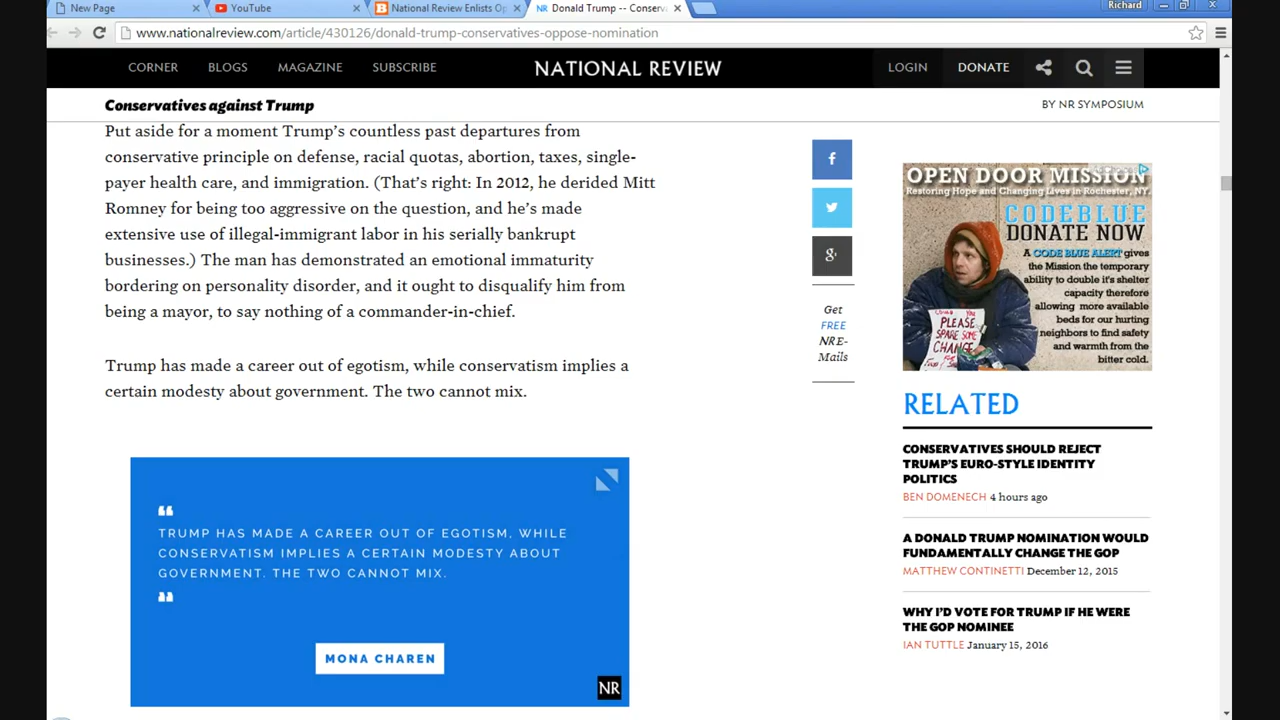 New Page
YouTube
National Review Enlists Op
Donald Trump -- Conserva
Richard
www.nationalreview.com/article/430126/donald-trump-conservatives-oppose-nomination
CORNER
BLOGS
MAGAZINE
SUBSCRIBE
NATIONAL REVIEW
LOGIN
DONATE
Conservatives against Trump
BY NR SYMPOSIUM
Put aside for a moment Trump's countless past departures from
conservative principle on defense, racial quotas, abortion, taxes, single-
payer health care, and immigration. (That's right: In 2012, he derided Mitt
Romney for being too aggressive on the question, and he's made
extensive use of illegal-immigrant labor in his serially bankrupt
businesses.) The man has demonstrated an emotional immaturity
bordering on personality disorder, and it ought to disqualify him from
being a mayor, to say nothing of a commander-in-chief.
Trump has made a career out of egotism, while conservatism implies a
certain modesty about government. The two cannot mix.
“
TRUMP HAS MADE A CAREER OUT OF EGOTISM, WHILE
CONSERVATISM IMPLIES A CERTAIN MODESTY ABOUT
GOVERNMENT. THE TWO CANNOT MIX.
”
MONA CHAREN
NR
Get
FREE
NRE-
Mails
OPEN DOOR MISSION
Restoring Hope and Changing Lives in Rochester, NY.
CODE BLUE
DONATE NOW
A CODE BLUE ALERT gives
the Mission the temporary
ability to double it's shelter
capacity therefore
allowing more available
beds for our hurting
neighbors to find safety
and warmth from the
bitter cold.
PLEASE
SPARE SOME
CHANGE
RELATED
CONSERVATIVES SHOULD REJECT
TRUMP'S EURO-STYLE IDENTITY
POLITICS
BEN DOMENECH 4 hours ago
A DONALD TRUMP NOMINATION WOULD
FUNDAMENTALLY CHANGE THE GOP
MATTHEW CONTINETTI December 12, 2015
WHY I'D VOTE FOR TRUMP IF HE WERE
THE GOP NOMINEE
IAN TUTTLE January 15, 2016